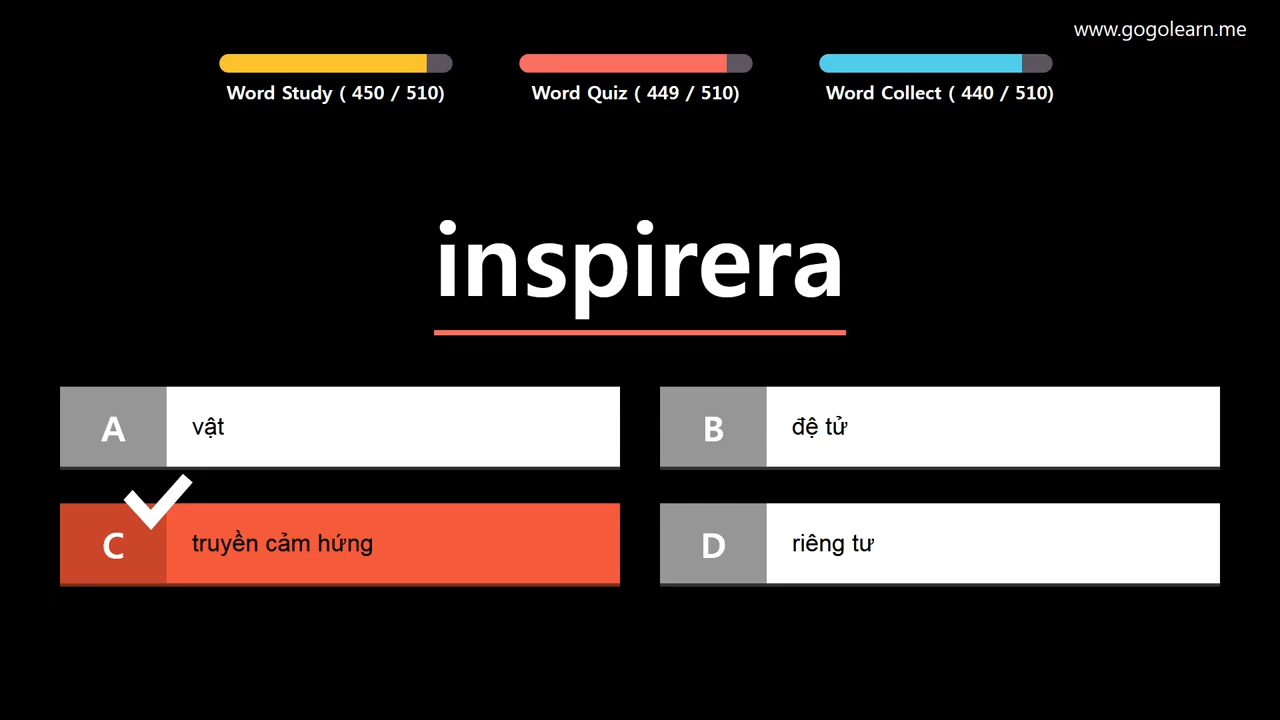 www.gogolearn.me
Word Study ( 450 / 510)
Word Quiz ( 449 / 510)
Word Collect ( 440 / 510)
inspirera
A vật
B đệ tử
C truyền cảm hứng
D riêng tư